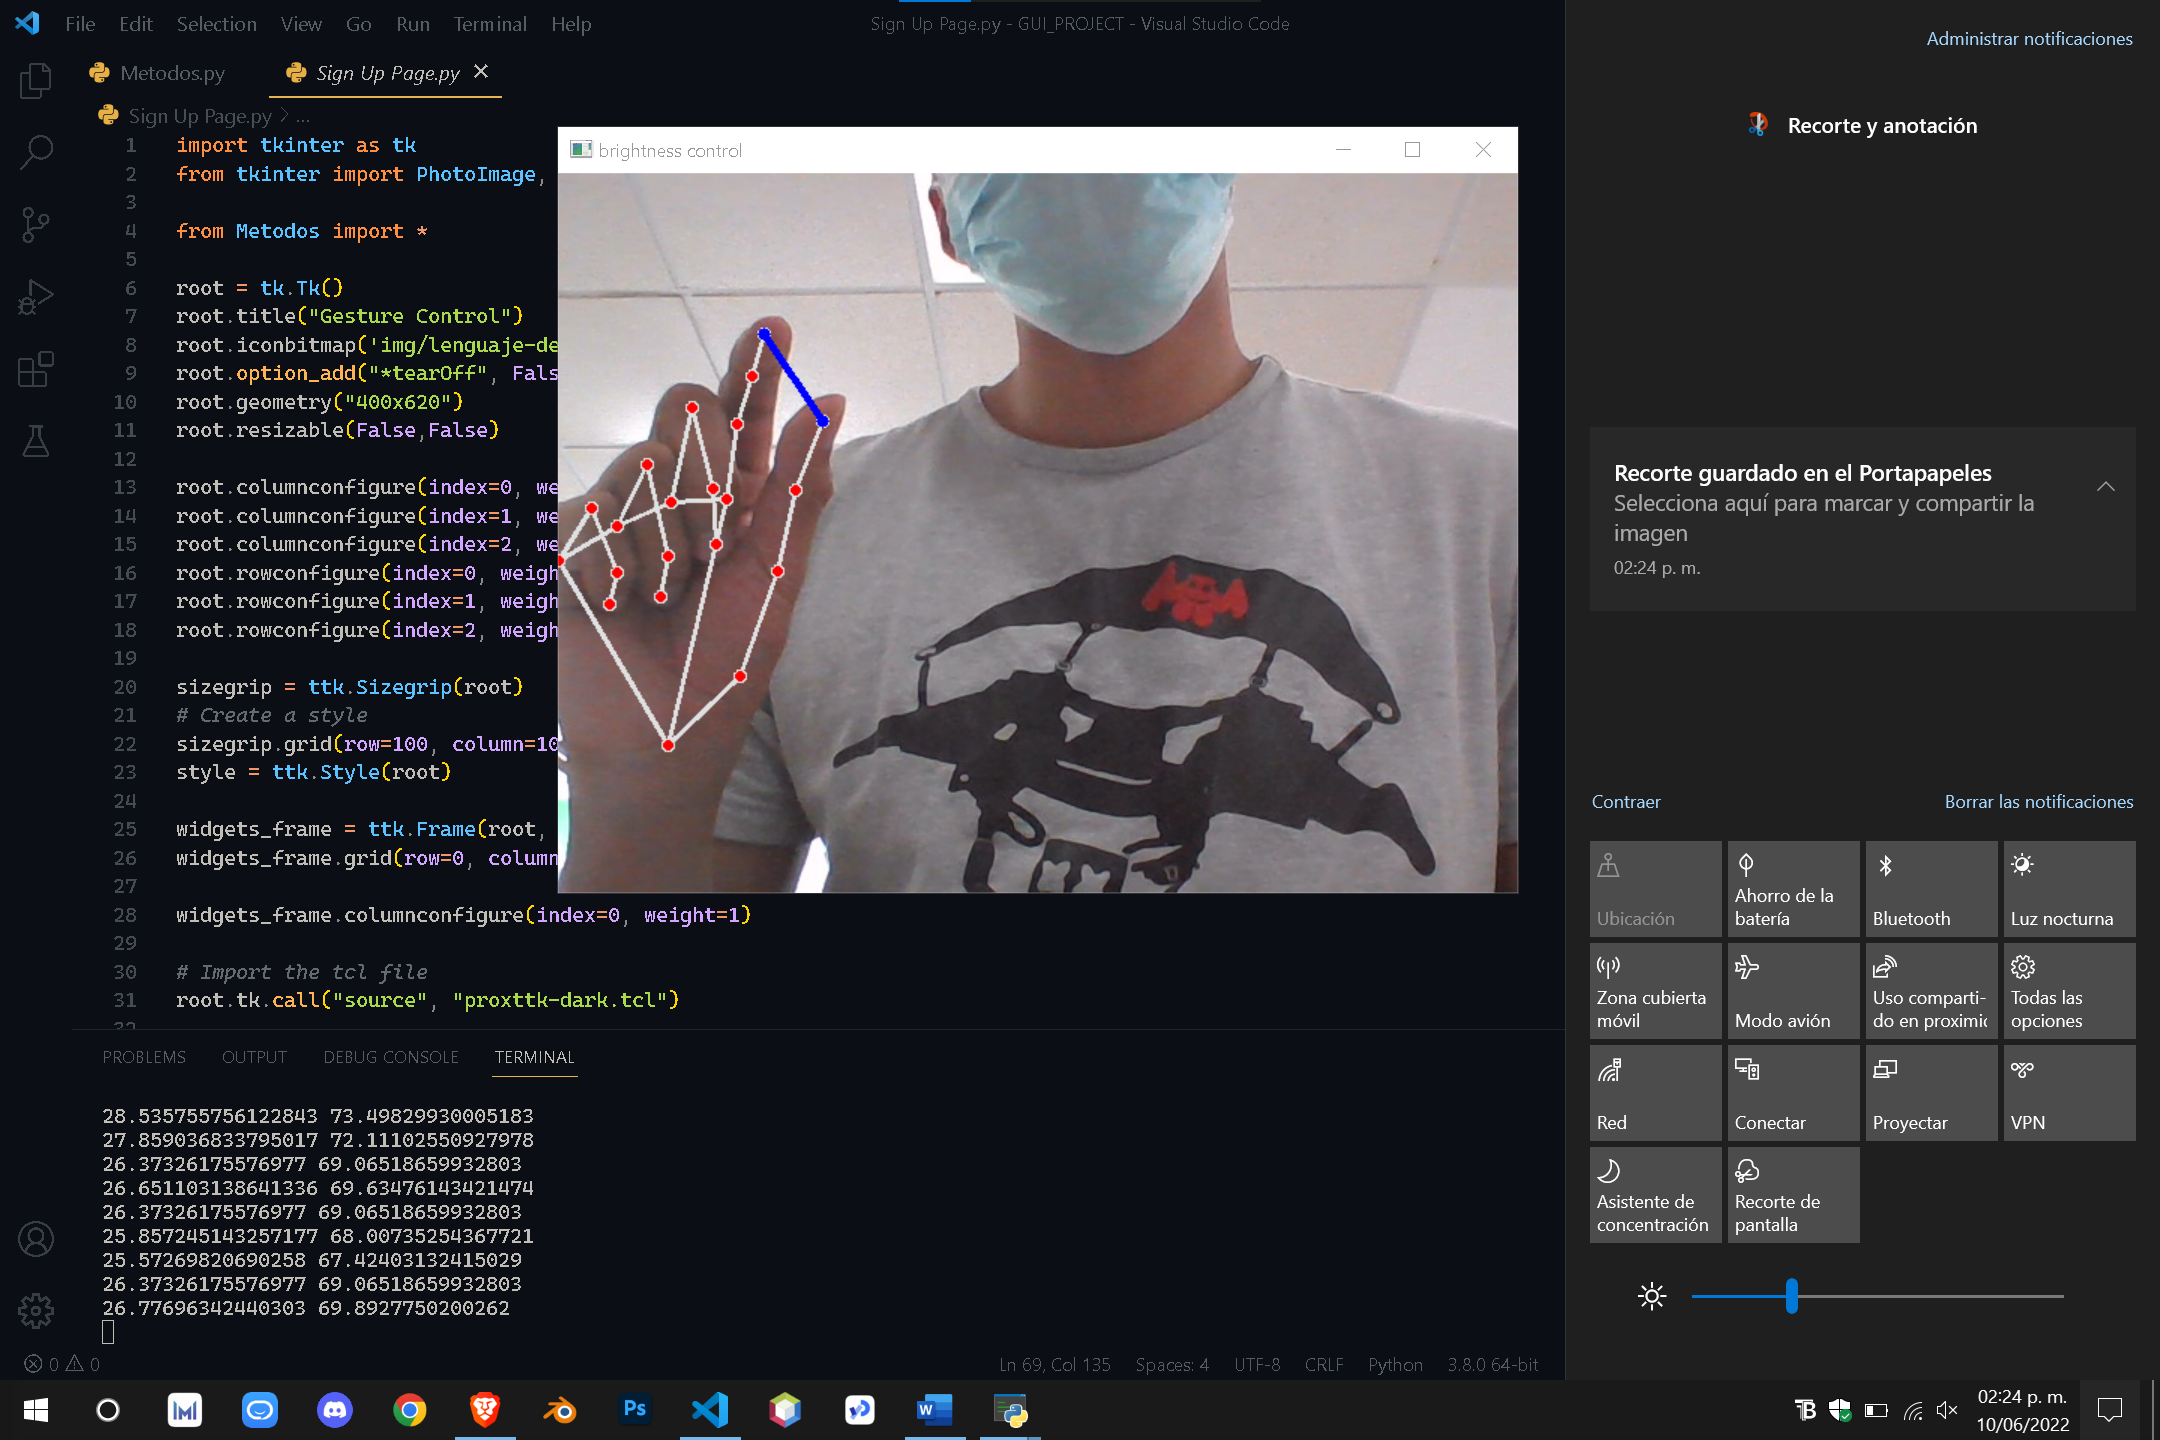 File Edit Selection View Go Run Terminal Help
Sign Up Page.py - GUI_PROJECT - Visual Studio Code
Metodos.py
Sign Up Page.py
Sign Up Page.py > ...
1 import tkinter as tk
2 from tkinter import PhotoImage,
3
4 from Metodos import *
5
6 root = tk.Tk()
7 root.title("Gesture Control")
8 root.iconbitmap('img/lenguaje-de
9 root.option_add("*tearOff", Fals
10 root.geometry("400x620")
11 root.resizable(False,False)
12
13 root.columnconfigure(index=0, we
14 root.columnconfigure(index=1, we
15 root.columnconfigure(index=2, we
16 root.rowconfigure(index=0, weigh
17 root.rowconfigure(index=1, weigh
18 root.rowconfigure(index=2, weigh
19
20 sizegrip = ttk.Sizegrip(root)
21 # Create a style
22 sizegrip.grid(row=100, column=10
23 style = ttk.Style(root)
24
25 widgets_frame = ttk.Frame(root,
26 widgets_frame.grid(row=0, column
27
28 widgets_frame.columnconfigure(index=0, weight=1)
29
30 # Import the tcl file
31 root.tk.call("source", "proxttk-dark.tcl")
32
brightness control
PROBLEMS OUTPUT DEBUG CONSOLE TERMINAL
28.535755756122843 73.49829930005183
27.859036833795017 72.11102550927978
26.37326175576977 69.06518659932803
26.651103138641336 69.63476143421474
26.37326175576977 69.06518659932803
25.857245143257177 68.00735254367721
25.57269820690258 67.42403132415029
26.37326175576977 69.06518659932803
26.77696342440303 69.8927750200262
0 0
Ln 69, Col 135 Spaces: 4 UTF-8 CRLF Python 3.8.0 64-bit
Administrar notificaciones
Recorte y anotación
Recorte guardado en el Portapapeles
Selecciona aquí para marcar y compartir la
imagen
02:24 p. m.
Contraer
Borrar las notificaciones
Ubicación
Ahorro de la
batería
Bluetooth
Luz nocturna
Zona cubierta
móvil
Modo avión
Uso comparti-
do en proximic
Todas las
opciones
Red
Conectar
Proyectar
VPN
Asistente de
concentración
Recorte de
pantalla
Ps
W
02:24 p. m.
10/06/2022